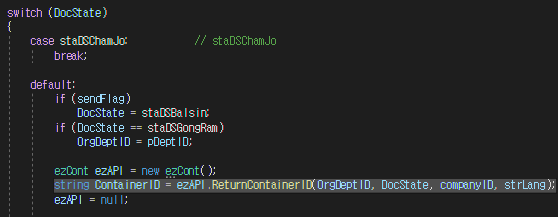 switch (DocState)
{
case staDSChamJo: // staDSChamJo
break;
default:
if (sendFlag)
DocState = staDSBalsin;
if (DocState == staDSGongRam)
OrgDeptID = pDeptID;
ezCont ezAPI = new ezCont();
string ContainerID = ezAPI.ReturnContainerID(OrgDeptID, DocState, companyID, strLang);
ezAPI = null;